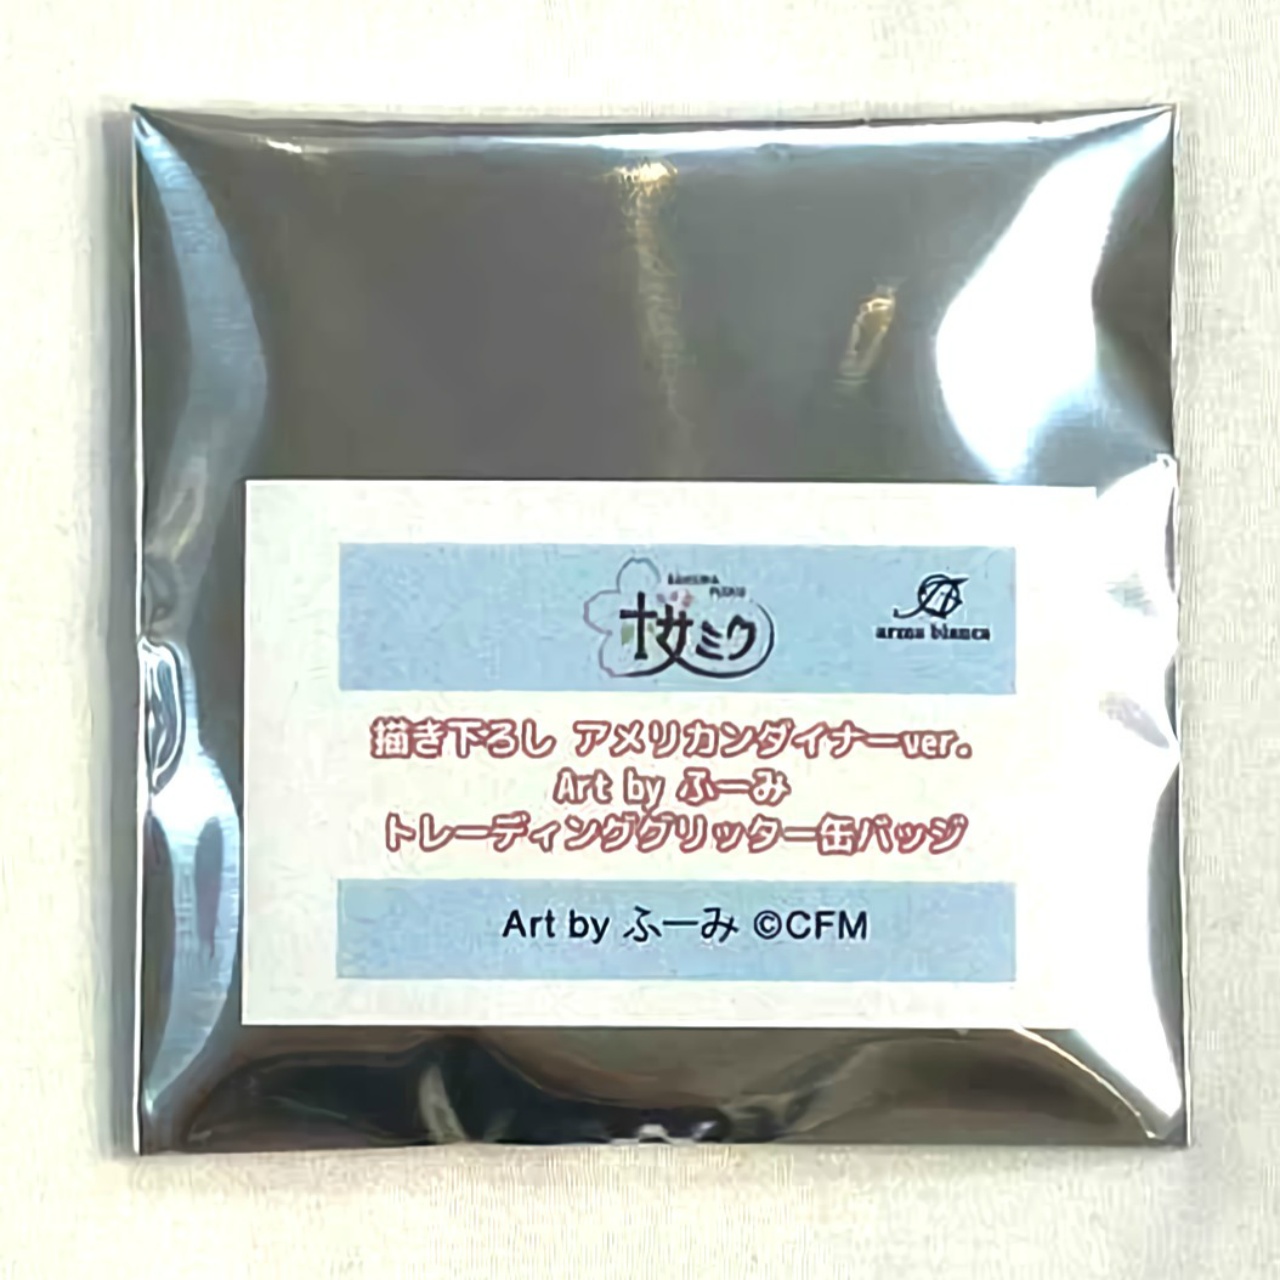 桜ミク
arma bianca
描き下ろし アメリカンダイナーver.
Art by ふーみ
トレーディンググリッター缶バッジ
Art by ふーみ ©CFM